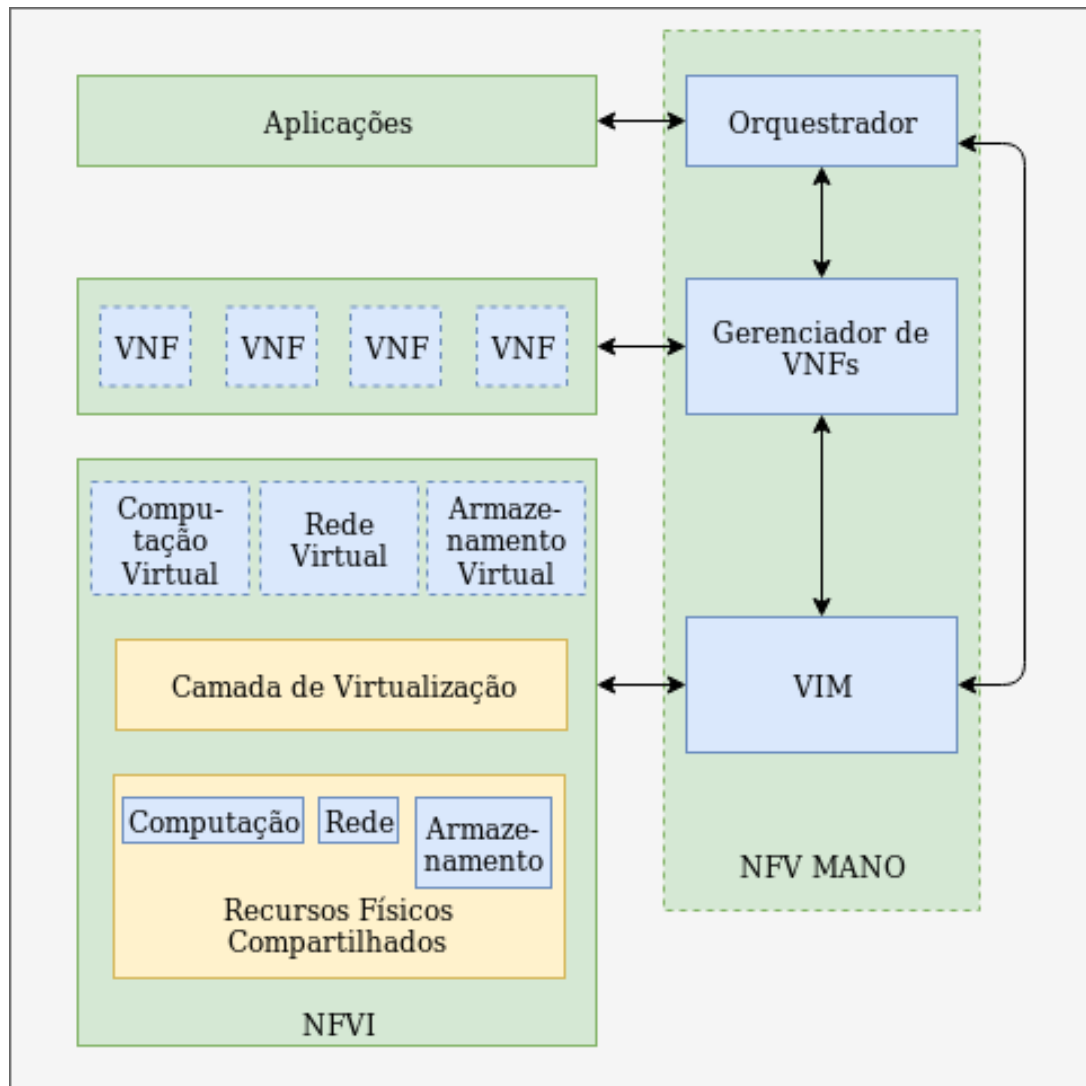 Aplicações
Orquestrador
VNF
VNF
VNF
VNF
Gerenciador de
VNFs
Compu-
tação
Virtual
Rede
Virtual
Armaze-
namento
Virtual
Camada de Virtualização
VIM
Computação
Rede
Armaze-
namento
Recursos Físicos
Compartilhados
NFVI
NFV MANO